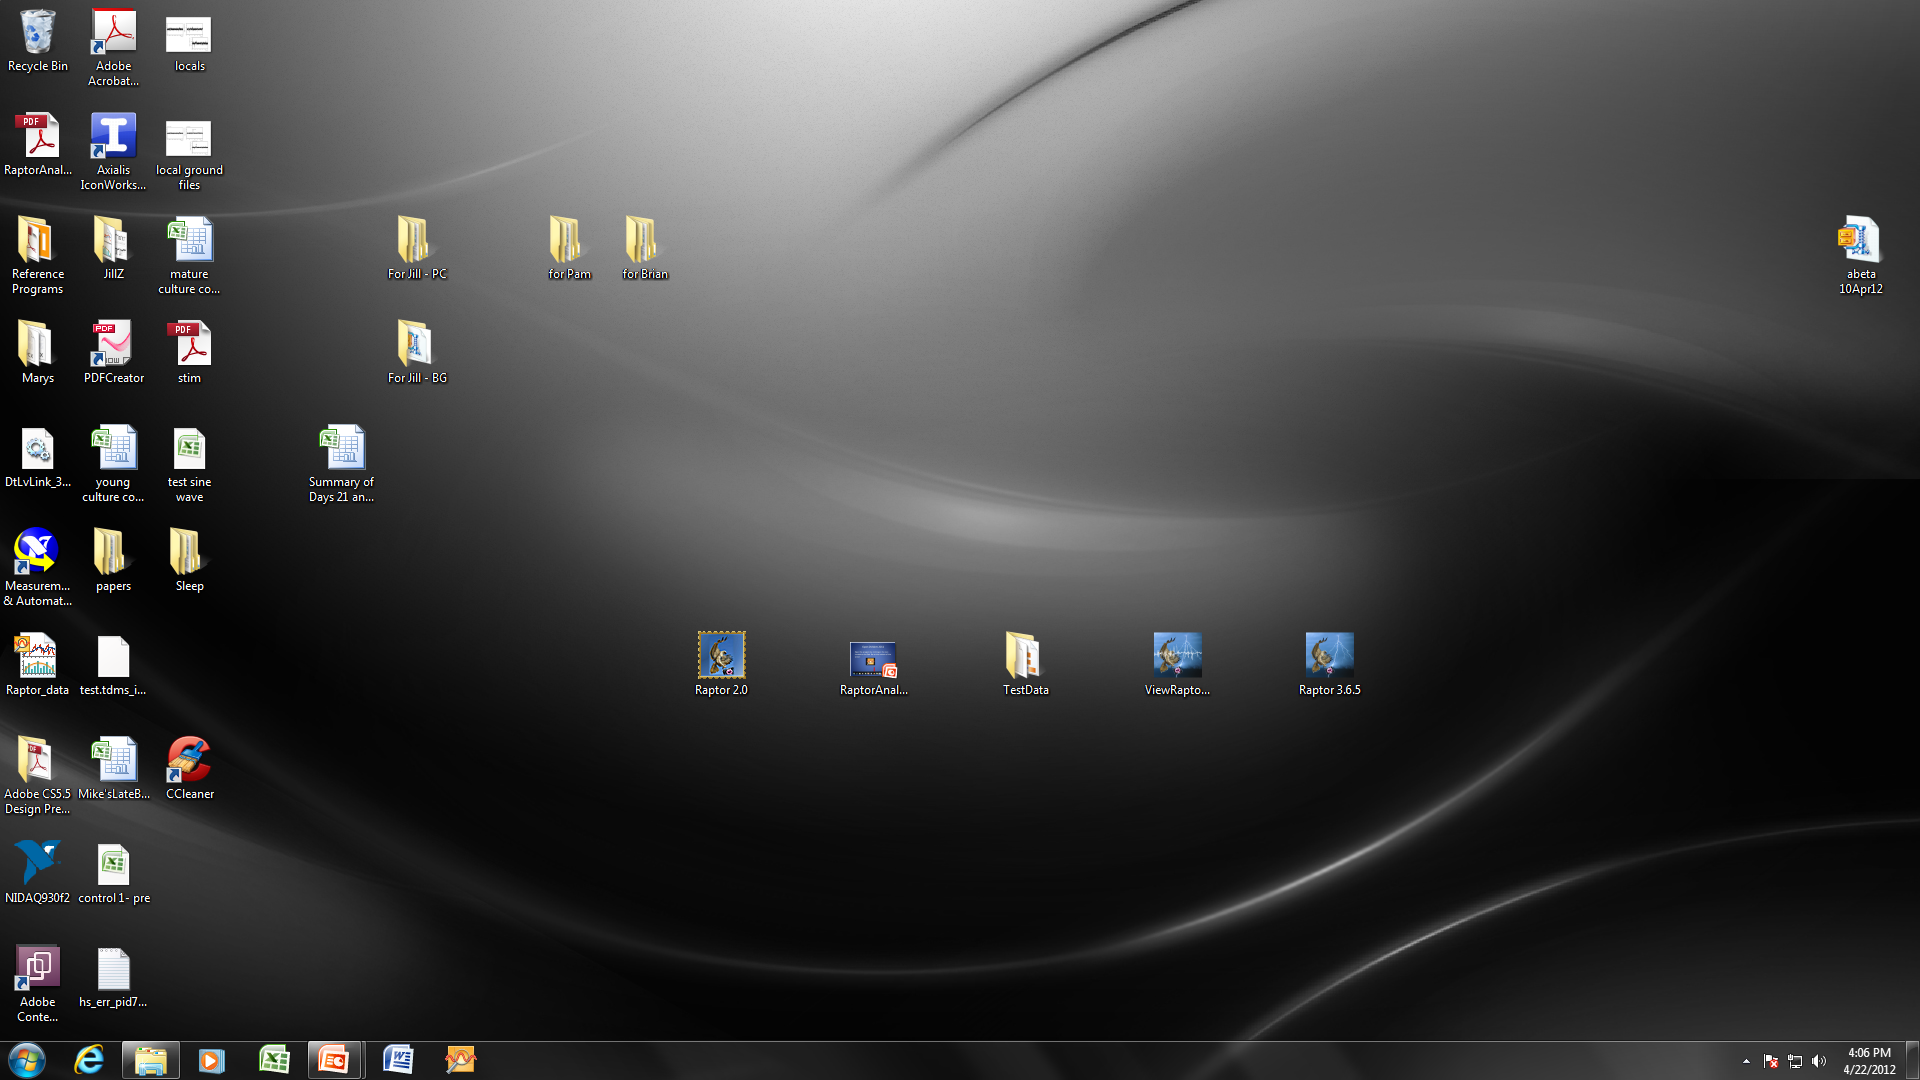 Recycle Bin
Adobe
Acrobat...
locals
PDF
RaptorAnal...
Axialis
IconWorks...
local ground
files
Reference
Programs
JillZ
mature
culture co...
For Jill - PC
for Pam
for Brian
abeta
10Apr12
Marys
PDF
PDFCreator
PDF
stim
For Jill - BG
DtLvLink_3...
young
culture co...
test sine
wave
Summary of
Days 21 an...
Measurem...
& Automat...
papers
Sleep
Raptor_data
test.tdms_i...
Raptor 2.0
RaptorAnal...
TestData
ViewRapto...
Raptor 3.6.5
PDF
Adobe CS5.5
Design Pre...
Mike'sLateB...
CCleaner
NIDAQ930f2
control 1- pre
Adobe
Conte...
hs_err_pid7...
4:06 PM
4/22/2012